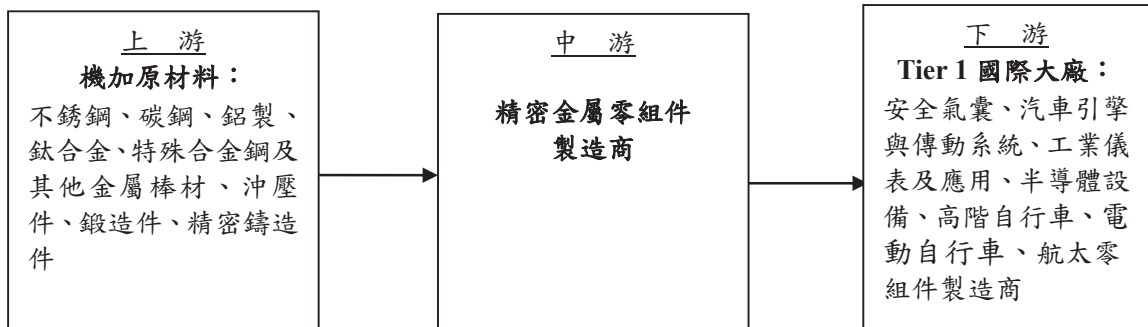 上 游
機加原材料：
不銹鋼、碳鋼、鋁製、
鈦合金、特殊合金鋼及
其他金屬棒材、沖壓
件、鍛造件、精密鑄造
件
中 游
精密金屬零組件
製造商
下 游
Tier 1 國際大廠：
安全氣囊、汽車引擎
與傳動系統、工業儀
表及應用、半導體設
備、高階自行車、電
動自行車、航太零
組件製造商